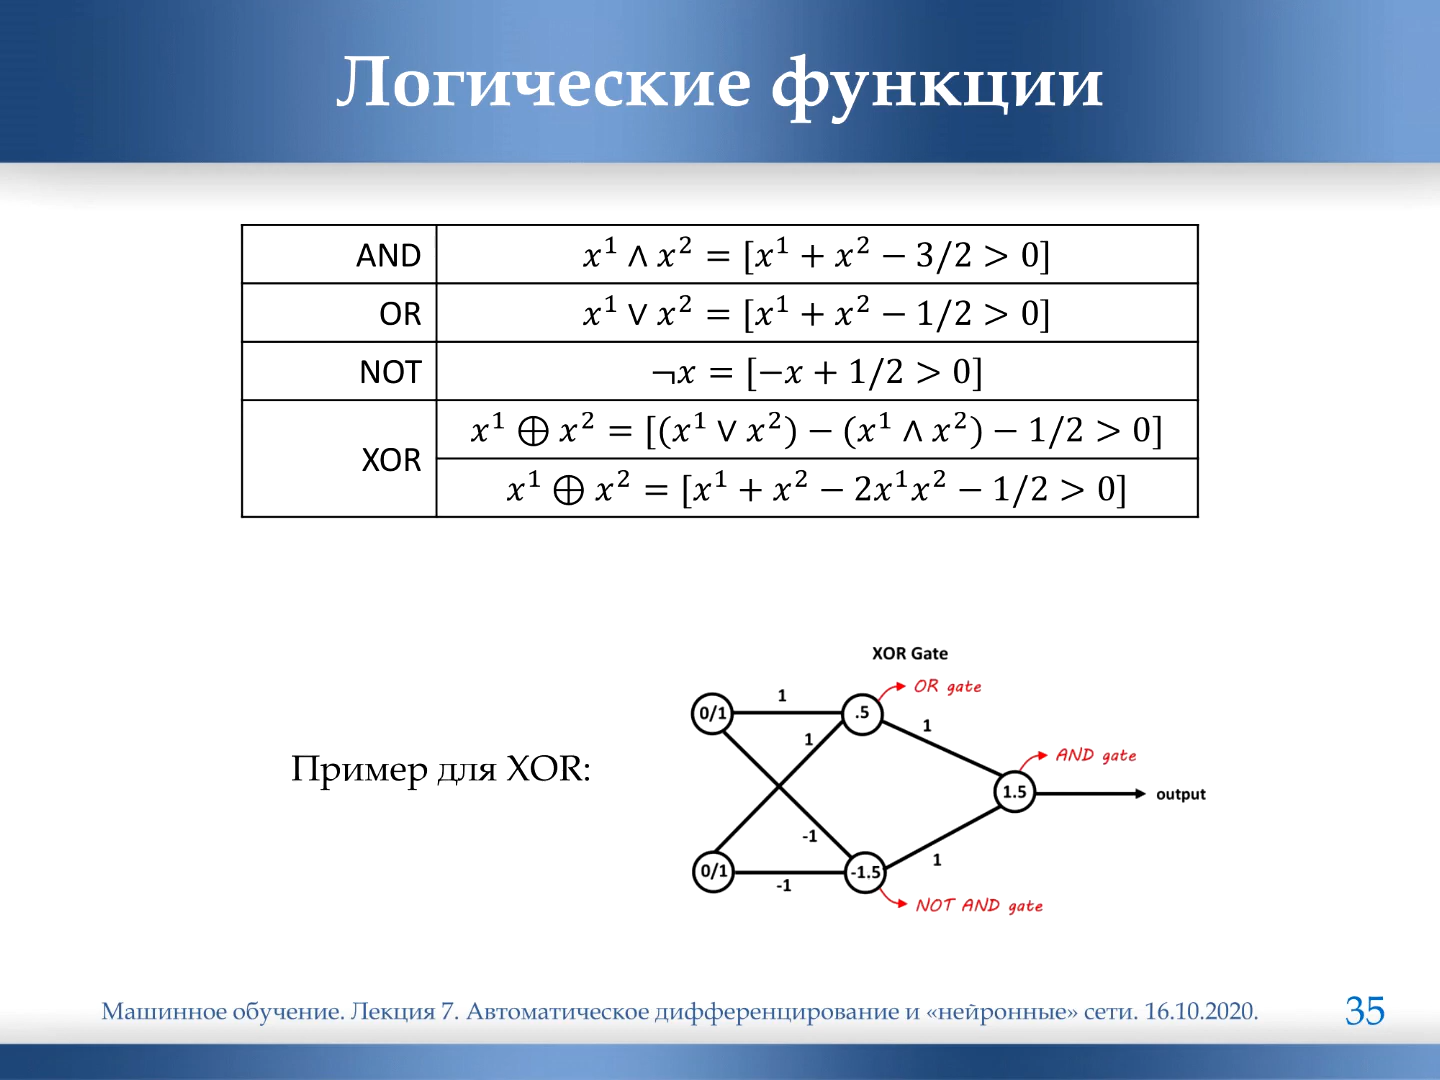 Логические функции
AND x¹ ∧ x² = [x¹ + x² − 3/2 > 0]
OR x¹ ∨ x² = [x¹ + x² − 1/2 > 0]
NOT ¬x = [−x + 1/2 > 0]
XOR x¹ ⊕ x² = [(x¹ ∨ x²) − (x¹ ∧ x²) − 1/2 > 0]
x¹ ⊕ x² = [x¹ + x² − 2x¹x² − 1/2 > 0]
Пример для XOR:
XOR Gate
OR gate
0/1
1
.5
1
1
AND gate
1.5
output
-1
1
0/1
-1
-1.5
NOT AND gate
Машинное обучение. Лекция 7. Автоматическое дифференцирование и «нейронные» сети. 16.10.2020.
35